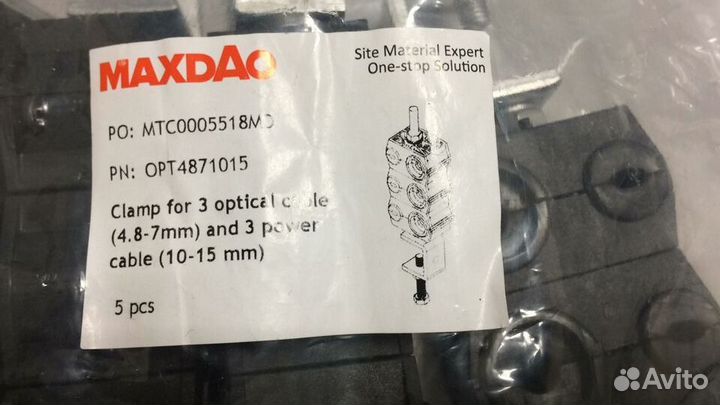 MAXDAO
Site Material Expert
One-stop Solution
PO: MTC0005518MD
PN: OPT4871015
Clamp for 3 optical cable
(4.8-7mm) and 3 power
cable (10-15 mm)
5 pcs
Avito